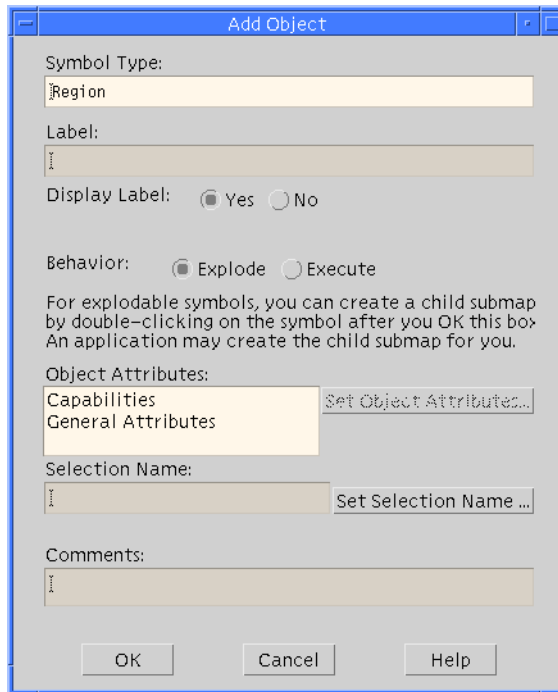 Add Object
Symbol Type:
Region
Label:
Display Label: Yes No
Behavior: Explode Execute
For explodable symbols, you can create a child submap
by double-clicking on the symbol after you OK this box
An application may create the child submap for you.
Object Attributes:
Capabilities
General Attributes
Set Object Attributes...
Selection Name:
Set Selection Name ...
Comments:
OK Cancel Help